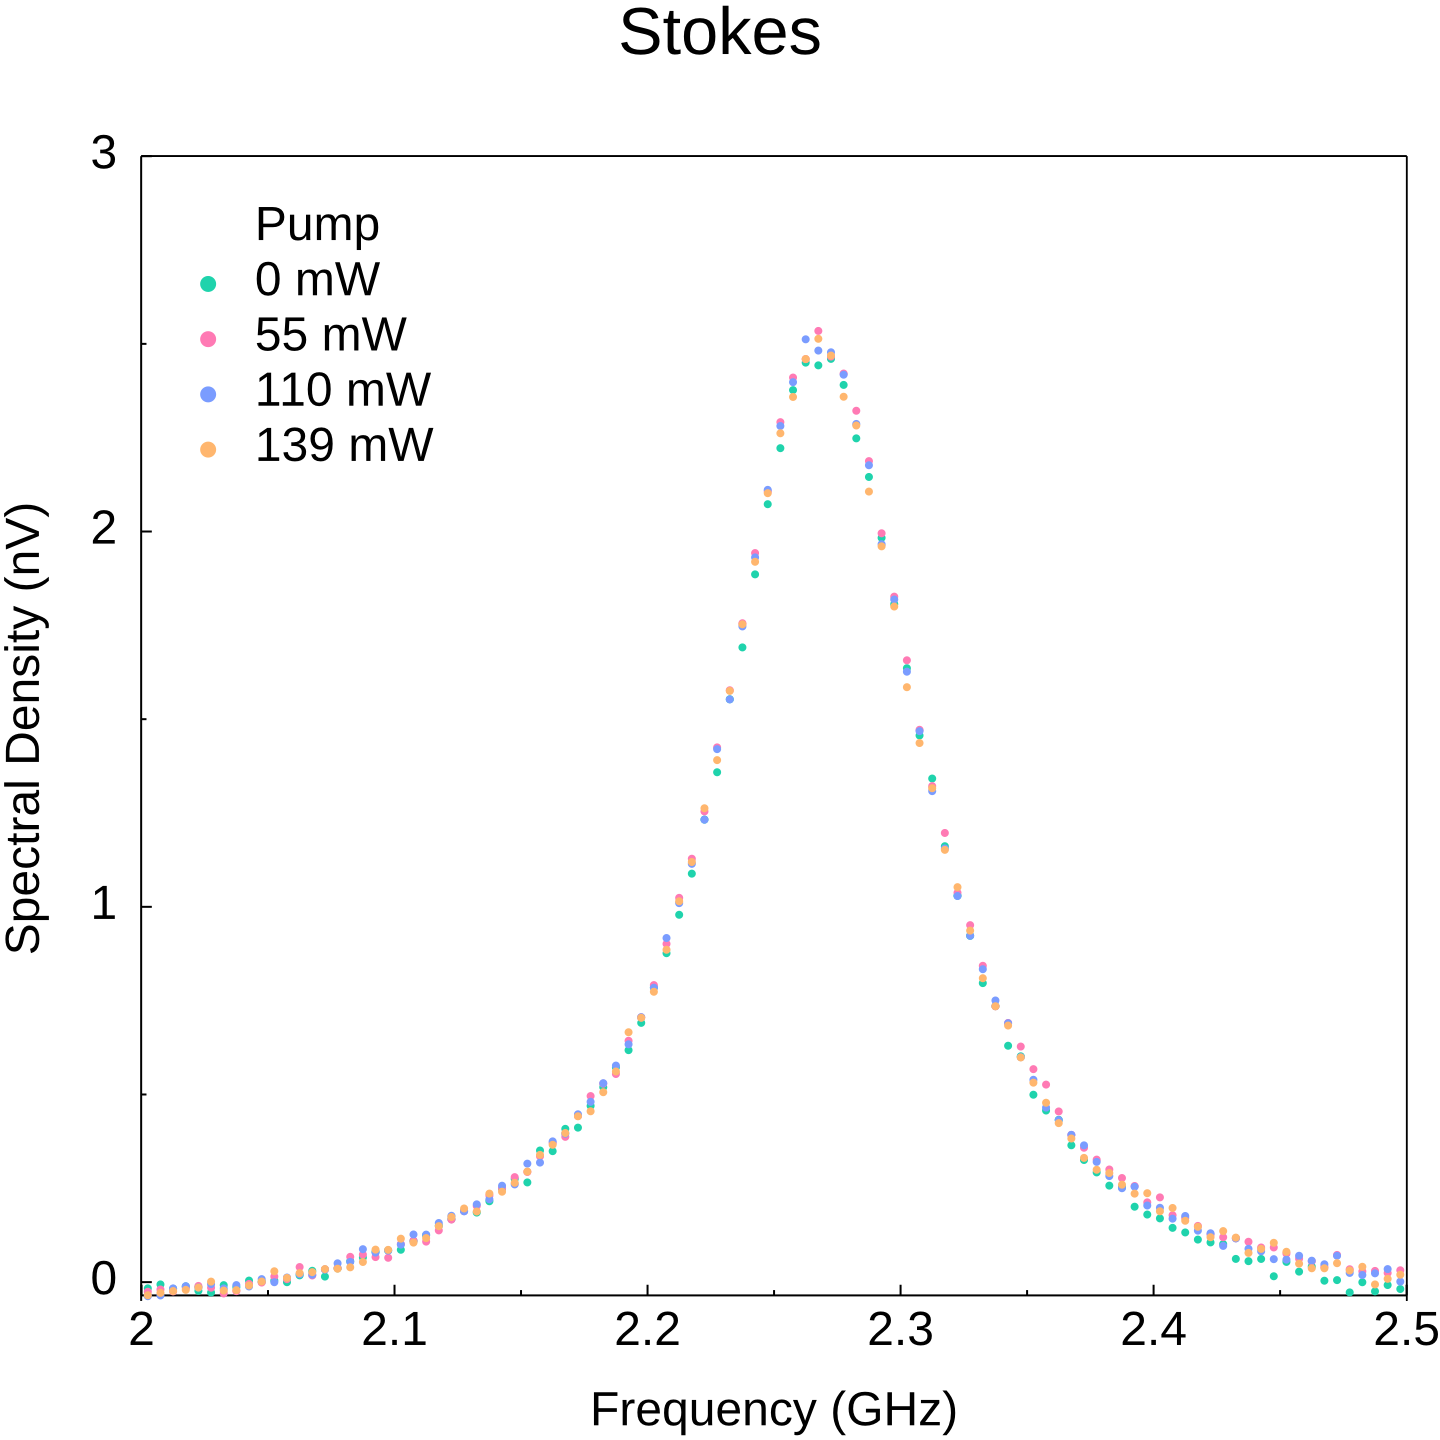 Stokes
3
2
1
0
Spectral Density (nV)
Pump
0 mW
55 mW
110 mW
139 mW
2 2.1 2.2 2.3 2.4 2.5
Frequency (GHz)